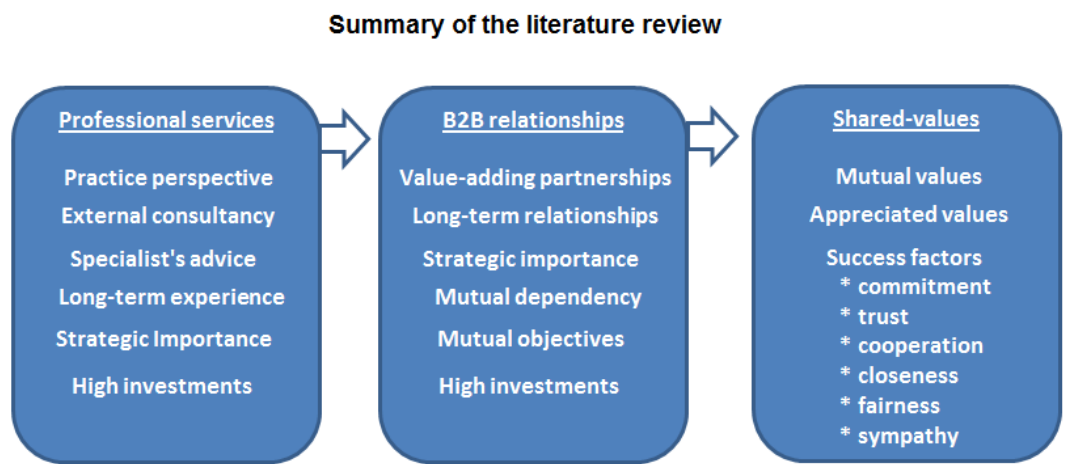 Summary of the literature review
Professional services
Practice perspective
External consultancy
Specialist's advice
Long-term experience
Strategic Importance
High investments
B2B relationships
Value-adding partnerships
Long-term relationships
Strategic importance
Mutual dependency
Mutual objectives
High investments
Shared-values
Mutual values
Appreciated values
Success factors
* commitment
* trust
* cooperation
* closeness
* fairness
* sympathy